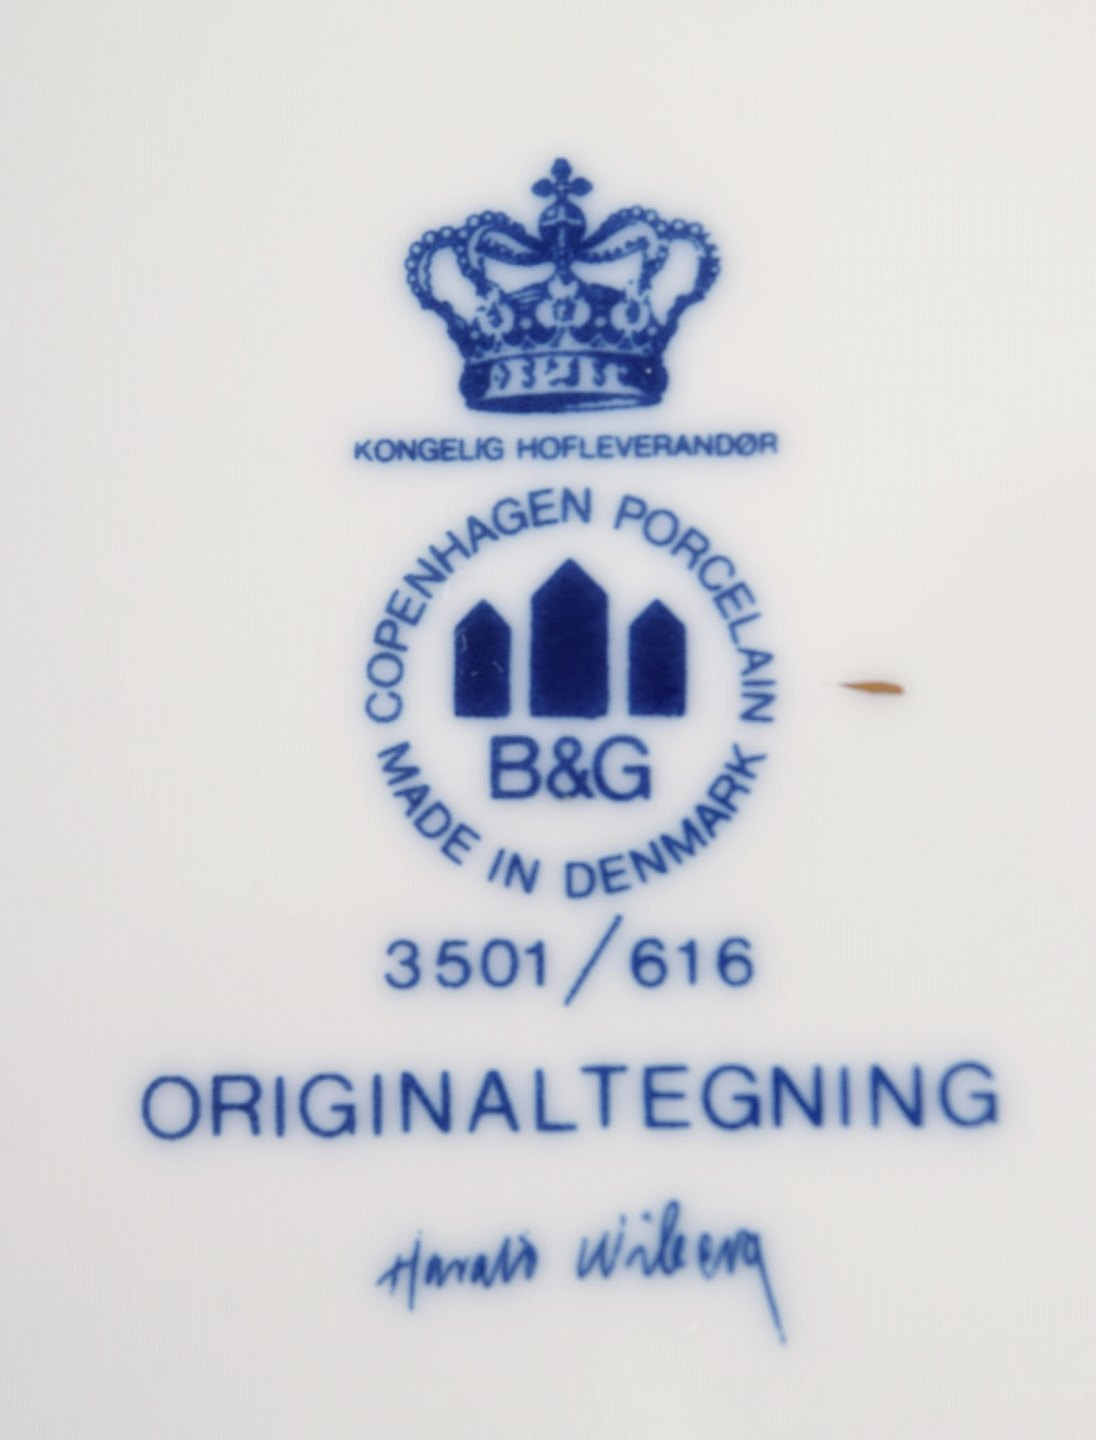 KONGELIG HOFLEVERANDØR
COPENHAGEN PORCELAIN
B&G
MADE IN DENMARK
3501/616
ORIGINALTEGNING
Harald Wiberg